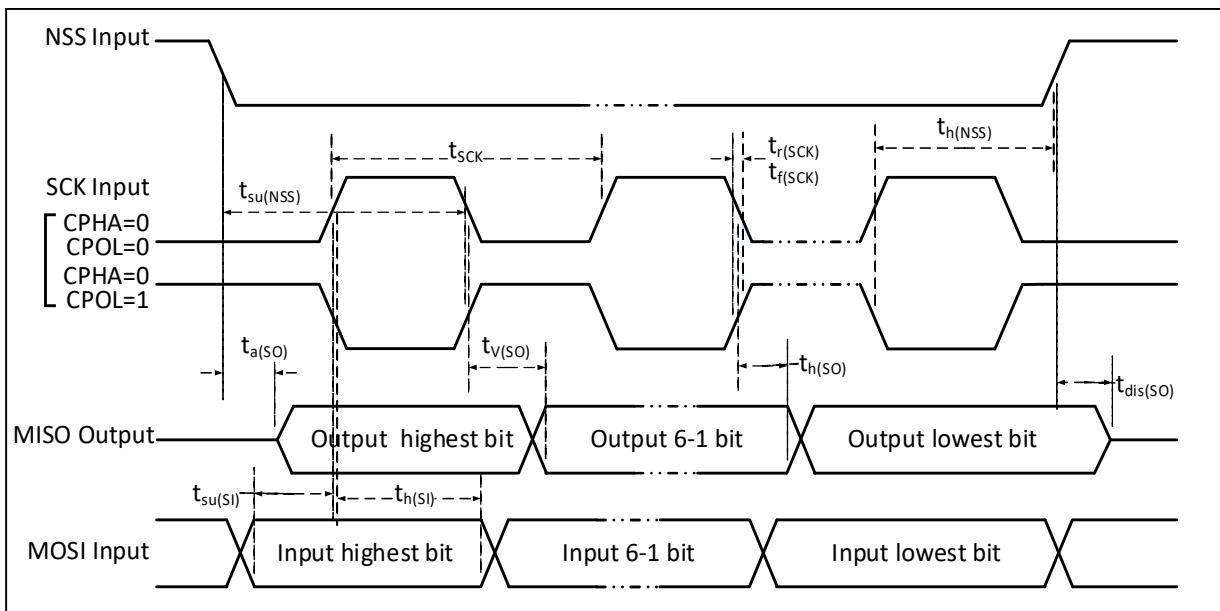 NSS Input
t_h(NSS)
t_SCK
t_r(SCK)
t_f(SCK)
SCK Input
t_su(NSS)
CPHA=0
CPOL=0
CPHA=0
CPOL=1
t_a(SO)
t_V(SO)
t_h(SO)
t_dis(SO)
MISO Output
Output highest bit
Output 6-1 bit
Output lowest bit
t_su(SI)
t_h(SI)
MOSI Input
Input highest bit
Input 6-1 bit
Input lowest bit